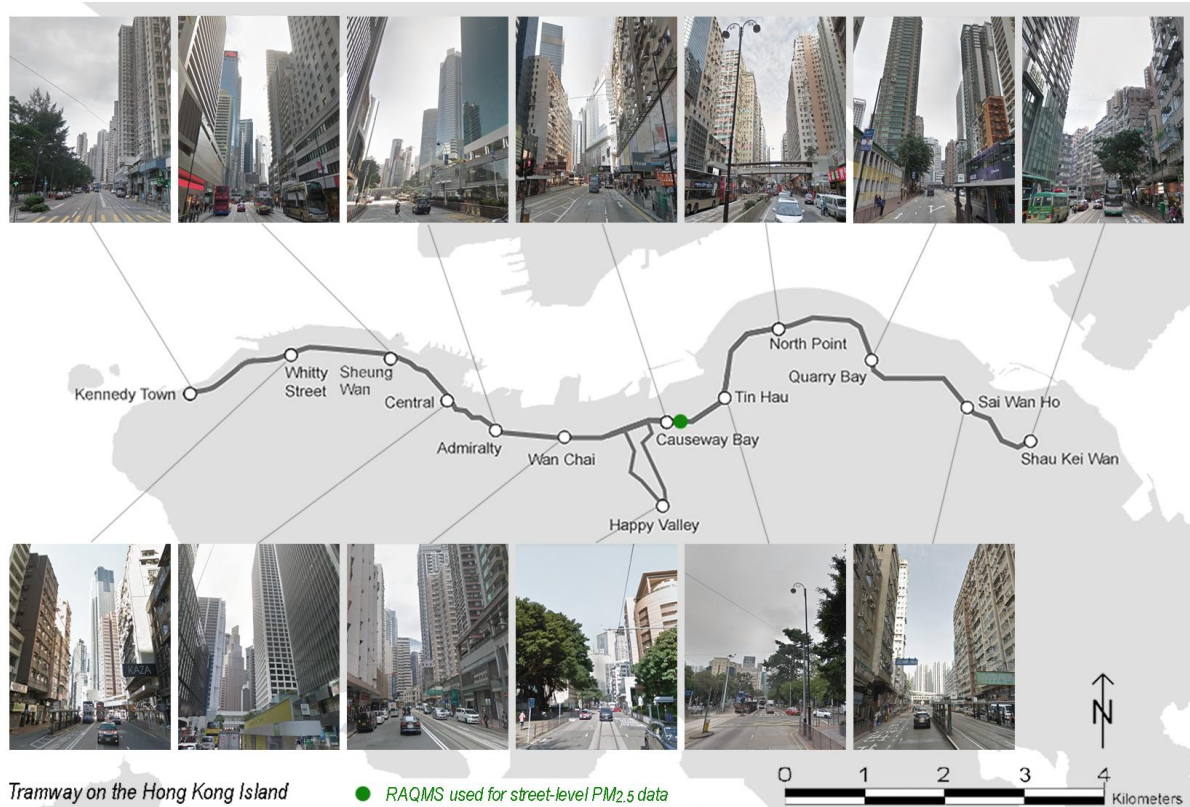 Kennedy Town
Whitty
Street
Sheung
Wan
Central
Admiralty
Wan Chai
Happy Valley
Causeway Bay
Tin Hau
North Point
Quarry Bay
Sai Wan Ho
Shau Kei Wan
KAZA
N
0 1 2 3 4
Kilometers
Tramway on the Hong Kong Island
RAQMS used for street-level PM2.5 data